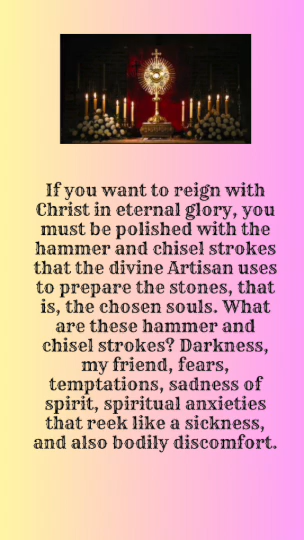 If you want to reign with
Christ in eternal glory, you
must be polished with the
hammer and chisel strokes
that the divine Artisan uses
to prepare the stones, that
is, the chosen souls. What
are these hammer and
chisel strokes? Darkness,
my friend, fears,
temptations, sadness of
spirit, spiritual anxieties
that reek like a sickness,
and also bodily discomfort.